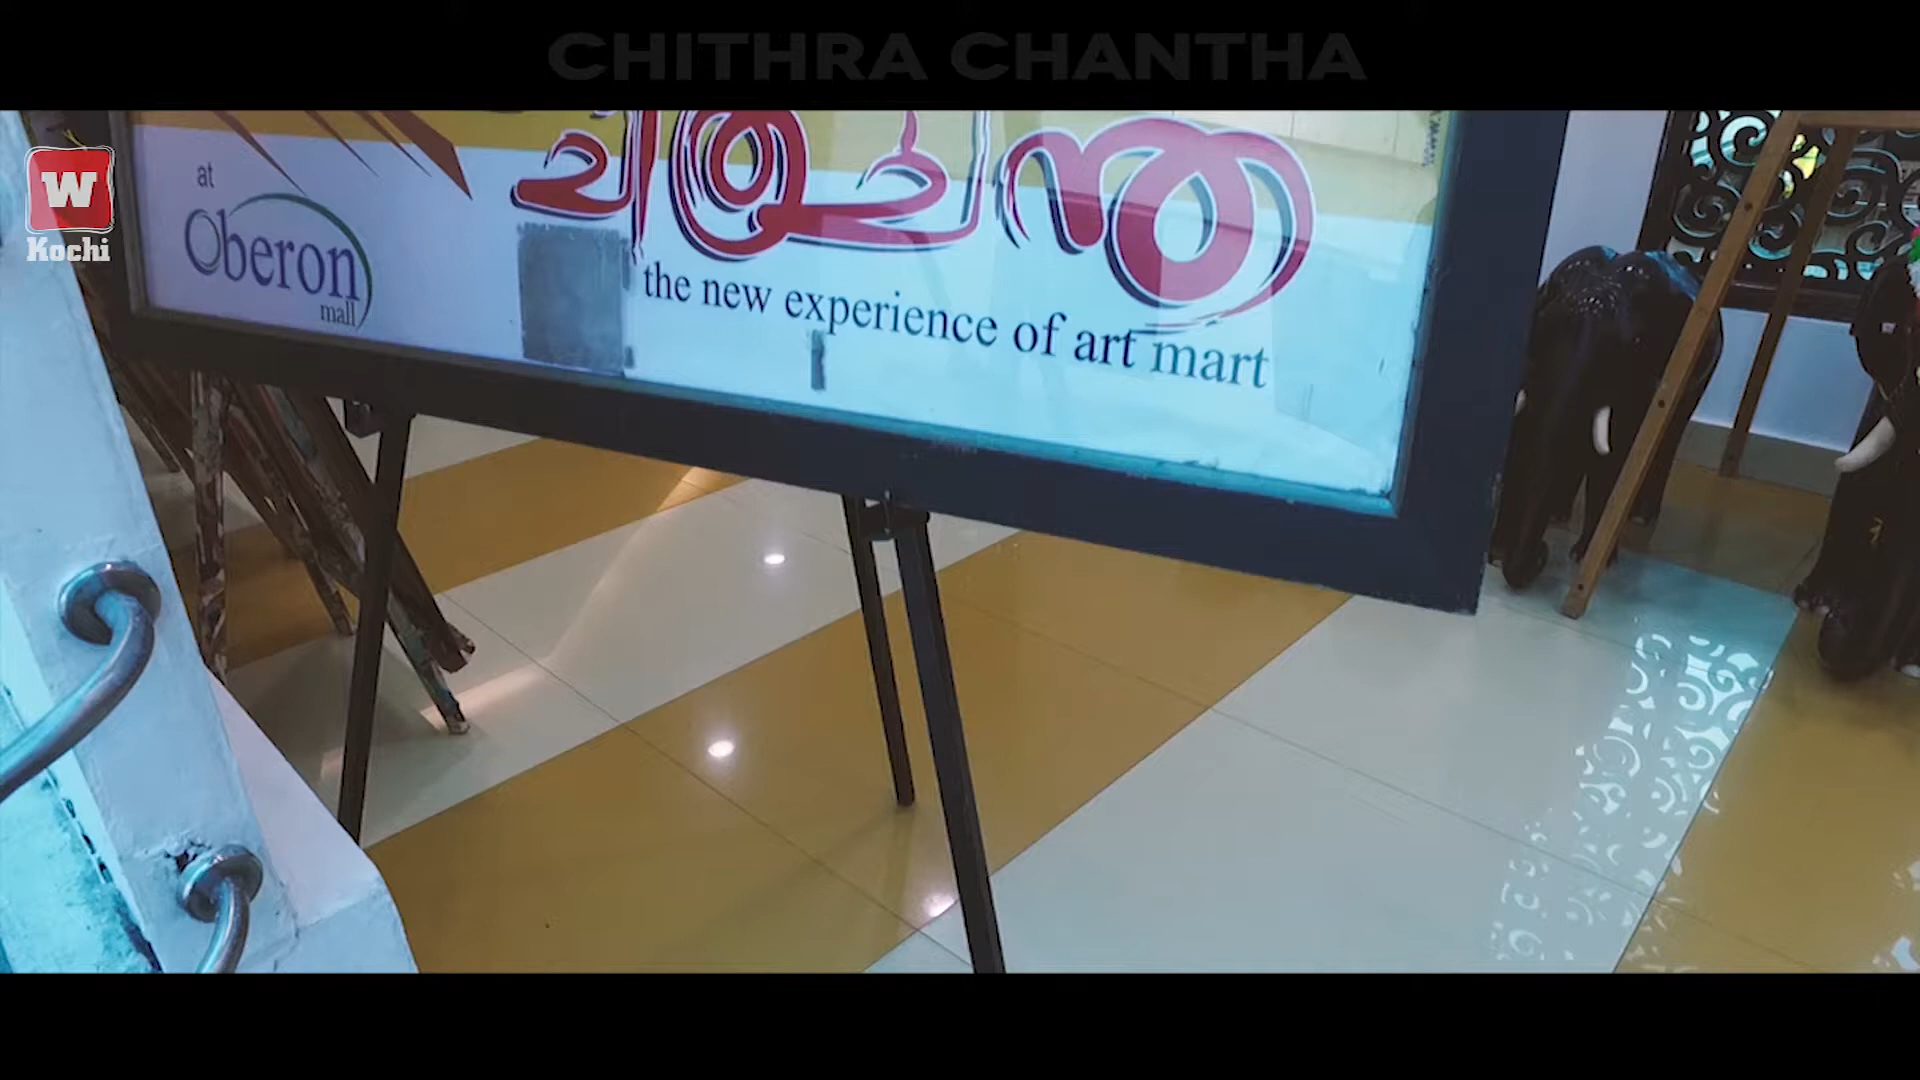 CHITHRA CHANTHA
W
Kochi
at
Oberon
mall
ചിത്രചന്ത
the new experience of art mart